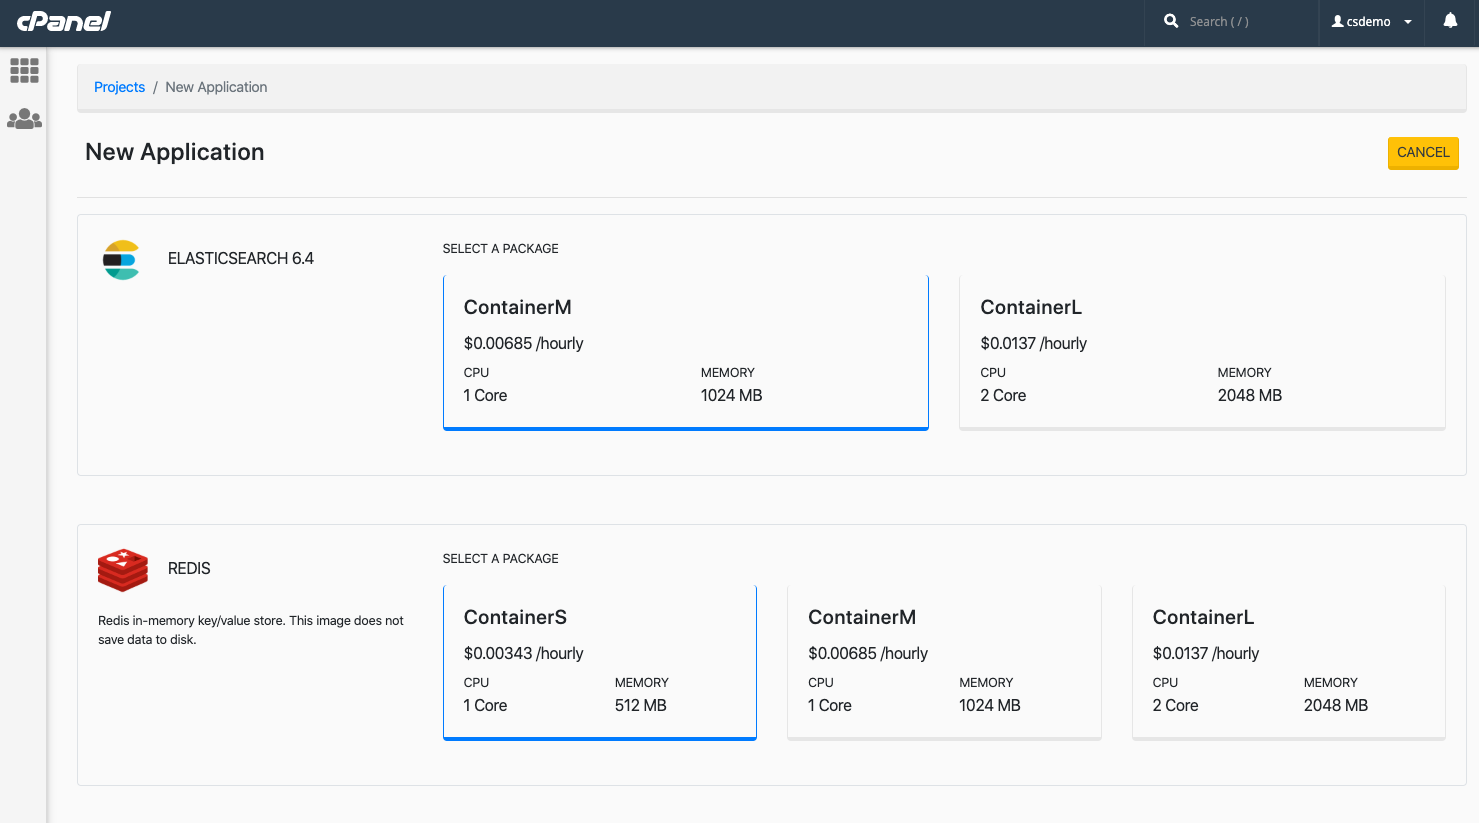 cPanel
Search ( / )
csdemo
Projects / New Application
New Application
CANCEL
ELASTICSEARCH 6.4
SELECT A PACKAGE
ContainerM
$0.00685 /hourly
CPU
MEMORY
1 Core
1024 MB
ContainerL
$0.0137 /hourly
CPU
MEMORY
2 Core
2048 MB
REDIS
Redis in-memory key/value store. This image does not
save data to disk.
SELECT A PACKAGE
ContainerS
$0.00343 /hourly
CPU
MEMORY
1 Core
512 MB
ContainerM
$0.00685 /hourly
CPU
MEMORY
1 Core
1024 MB
ContainerL
$0.0137 /hourly
CPU
MEMORY
2 Core
2048 MB